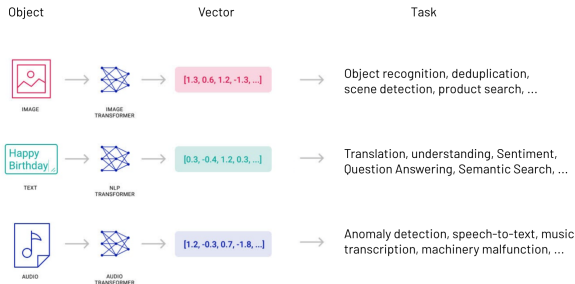 Object
Vector
Task
IMAGE
IMAGE
TRANSFORMER
[1.3, 0.6, 1.2, -1.3, ...]
Object recognition, deduplication,
scene detection, product search, ...
Happy
Birthday
TEXT
NLP
TRANSFORMER
[0.3, -0.4, 1.2, 0.3, ...]
Translation, understanding, Sentiment,
Question Answering, Semantic Search, ...
AUDIO
AUDIO
TRANSFORMER
[1.2, -0.3, 0.7, -1.8, ...]
Anomaly detection, speech-to-text, music
transcription, machinery malfunction, ...